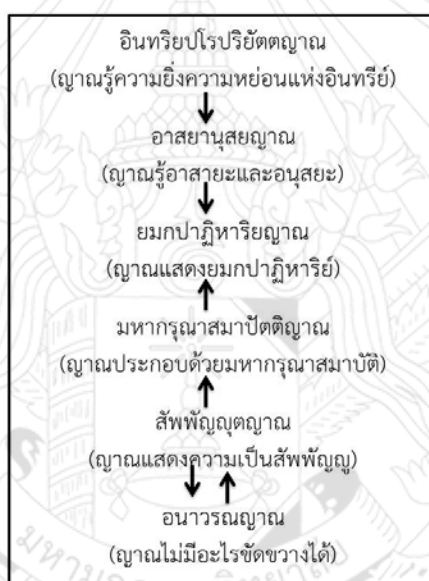 อินทริยปโรปริยัตตญาณ
(ญาณรู้ความยิ่งความหย่อนแห่งอินทรีย์)
อาสยานุสยญาณ
(ญาณรู้อาสายะและอนุสยะ)
ยมกปาฏิหาริยญาณ
(ญาณแสดงยมกปาฏิหาริย์)
มหากรุณาสมาปัตติญาณ
(ญาณประกอบด้วยมหากรุณาสมาบัติ)
สัพพัญญุตญาณ
(ญาณแสดงความเป็นสัพพัญญู)
อนาวรณญาณ
(ญาณไม่มีอะไรขัดขวางได้)